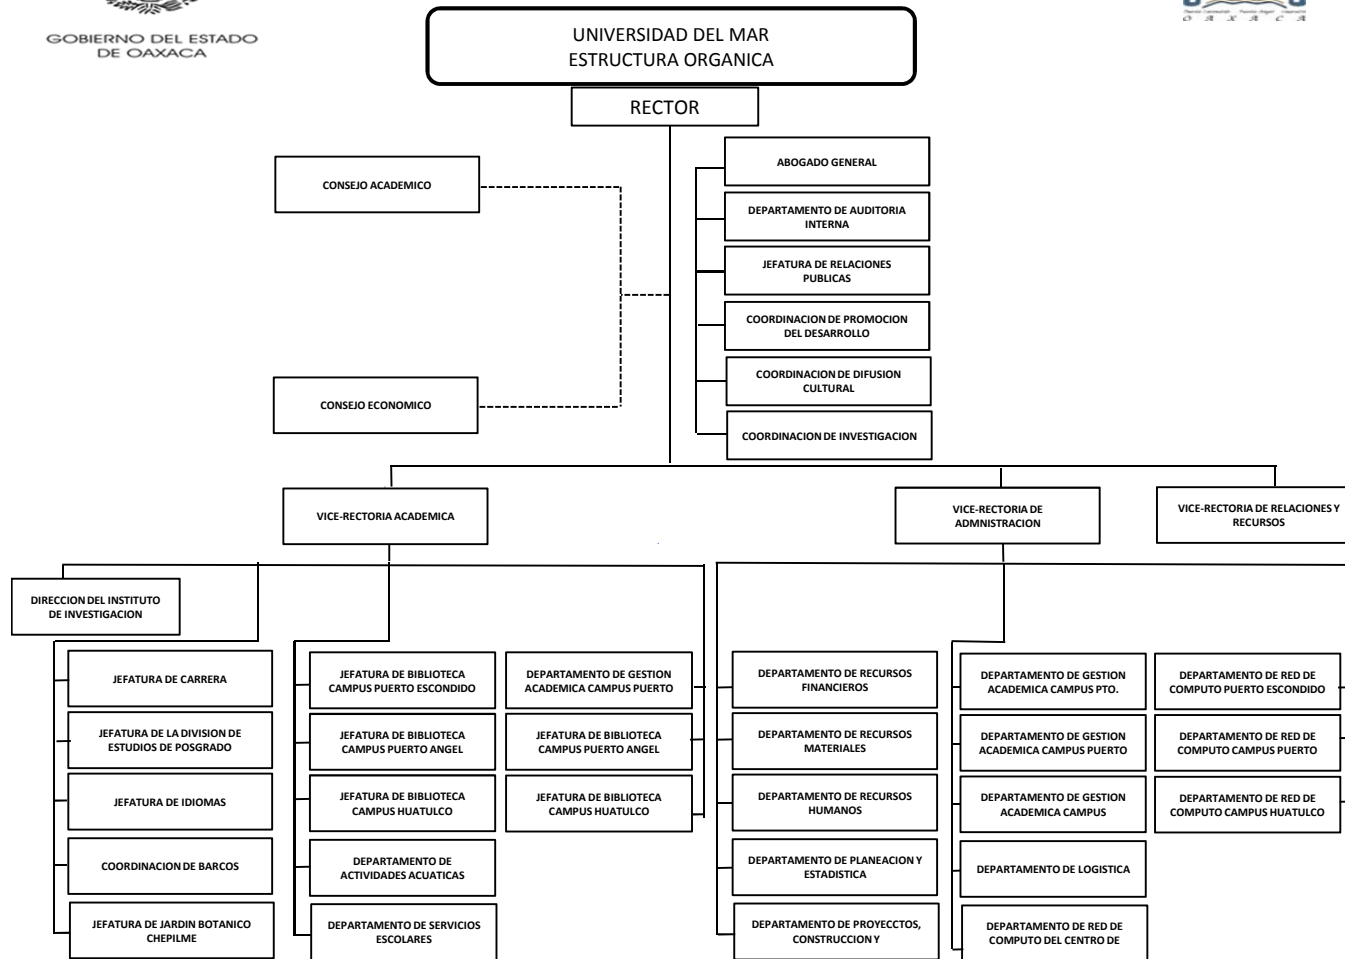 GOBIERNO DEL ESTADO
DE OAXACA
O A X A C A
UNIVERSIDAD DEL MAR
ESTRUCTURA ORGANICA
RECTOR
CONSEJO ACADEMICO
CONSEJO ECONOMICO
ABOGADO GENERAL
DEPARTAMENTO DE AUDITORIA
INTERNA
JEFATURA DE RELACIONES
PUBLICAS
COORDINACION DE PROMOCION
DEL DESARROLLO
COORDINACION DE DIFUSION
CULTURAL
COORDINACION DE INVESTIGACION
VICE-RECTORIA ACADEMICA
VICE-RECTORIA DE
ADMNISTRACION
VICE-RECTORIA DE RELACIONES Y
RECURSOS
DIRECCION DEL INSTITUTO
DE INVESTIGACION
JEFATURA DE CARRERA
JEFATURA DE LA DIVISION DE
ESTUDIOS DE POSGRADO
JEFATURA DE IDIOMAS
COORDINACION DE BARCOS
JEFATURA DE JARDIN BOTANICO
CHEPILME
JEFATURA DE BIBLIOTECA
CAMPUS PUERTO ESCONDIDO
JEFATURA DE BIBLIOTECA
CAMPUS PUERTO ANGEL
JEFATURA DE BIBLIOTECA
CAMPUS HUATULCO
DEPARTAMENTO DE
ACTIVIDADES ACUATICAS
DEPARTAMENTO DE SERVICIOS
ESCOLARES
DEPARTAMENTO DE GESTION
ACADEMICA CAMPUS PUERTO
JEFATURA DE BIBLIOTECA
CAMPUS PUERTO ANGEL
JEFATURA DE BIBLIOTECA
CAMPUS HUATULCO
DEPARTAMENTO DE RECURSOS
FINANCIEROS
DEPARTAMENTO DE RECURSOS
MATERIALES
DEPARTAMENTO DE RECURSOS
HUMANOS
DEPARTAMENTO DE PLANEACION Y
ESTADISTICA
DEPARTAMENTO DE PROYECCTOS,
CONSTRUCCION Y
DEPARTAMENTO DE GESTION
ACADEMICA CAMPUS PTO.
DEPARTAMENTO DE GESTION
ACADEMICA CAMPUS PUERTO
DEPARTAMENTO DE GESTION
ACADEMICA CAMPUS
DEPARTAMENTO DE LOGISTICA
DEPARTAMENTO DE RED DE
COMPUTO DEL CENTRO DE
DEPARTAMENTO DE RED DE
COMPUTO PUERTO ESCONDIDO
DEPARTAMENTO DE RED DE
COMPUTO CAMPUS PUERTO
DEPARTAMENTO DE RED DE
COMPUTO CAMPUS HUATULCO